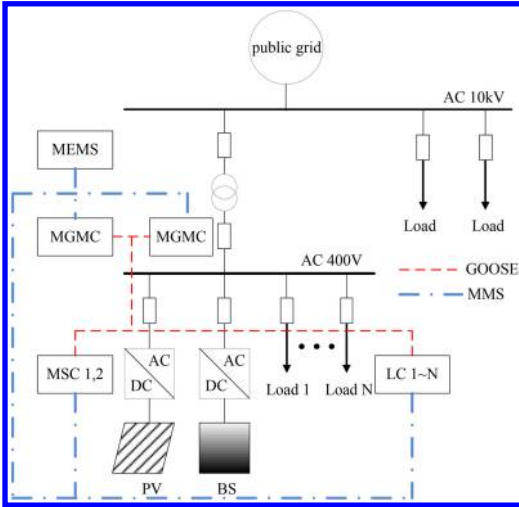 public grid
AC 10kV
MEMS
MGMC
MGMC
Load
Load
AC 400V
GOOSE
MMS
MSC 1,2
AC
DC
AC
DC
Load 1
Load N
LC 1~N
PV
BS